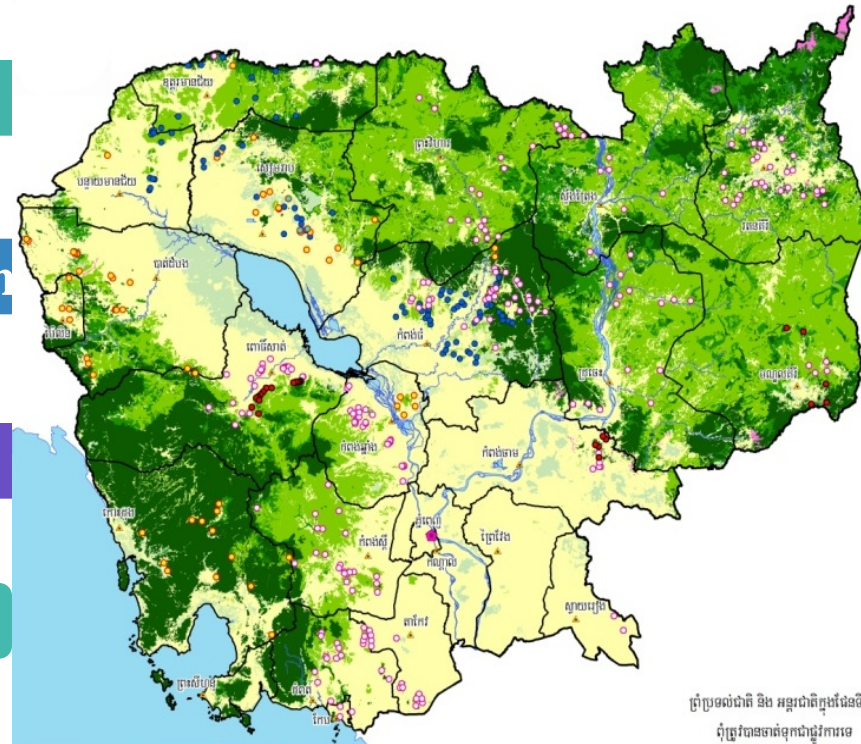 ឧត្តរមានជ័យ
ព្រះវិហារ
សៀមរាប
បន្ទាយមានជ័យ
ស្ទឹងត្រែង
រតនគិរី
បាត់ដំបង
ប៉ៃលិន
កំពង់ធំ
ពោធិ៍សាត់
ក្រចេះ
មណ្ឌលគិរី
កំពង់ឆ្នាំង
កំពង់ចាម
កោះកុង
ភ្នំពេញ
កំពង់ស្ពឺ
កណ្តាល
ព្រៃវែង
ស្វាយរៀង
តាកែវ
ព្រះសីហនុ
កំពត
កែប
ព្រំប្រទល់ជាតិ និង អន្តរជាតិក្នុងផែនទី
ពុំត្រូវបានចាត់ទុកជាផ្លូវការទេ